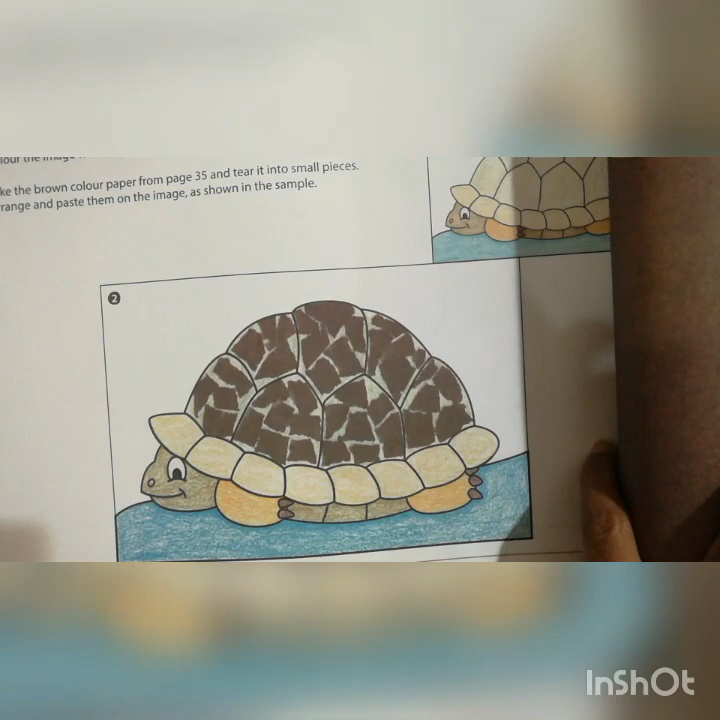 ke the brown colour paper from page 35 and tear it into small pieces.
range and paste them on the image, as shown in the sample.
2
InShOt